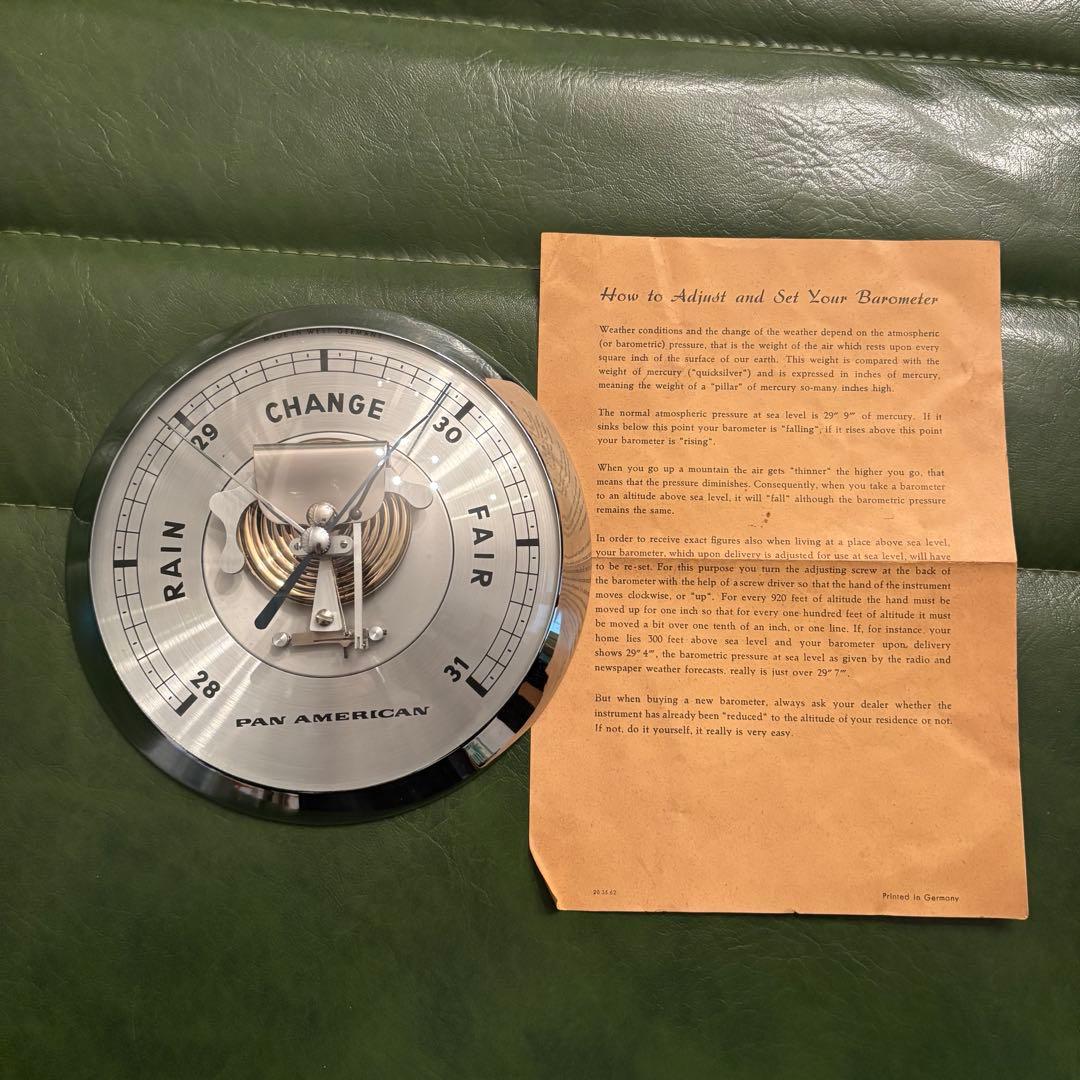 MADE IN WEST GERMANY
CHANGE
29
30
RAIN
FAIR
28
31
PAN AMERICAN
How to Adjust and Set Your Barometer
Weather conditions and the change of the weather depend on the atmospheric
(or barometric) pressure, that is the weight of the air which rests upon every
square inch of the surface of our earth. This weight is compared with the
weight of mercury ("quicksilver") and is expressed in inches of mercury,
meaning the weight of a "pillar" of mercury so-many inches high.
The normal atmospheric pressure at sea level is 29″ 9‴ of mercury. If it
sinks below this point your barometer is "falling", if it rises above this point
your barometer is "rising".
When you go up a mountain the air gets "thinner" the higher you go, that
means that the pressure diminishes. Consequently, when you take a barometer
to an altitude above sea level, it will "fall" although the barometric pressure
remains the same.
In order to receive exact figures also when living at a place above sea level,
your barometer, which upon delivery is adjusted for use at sea level, will have
to be re-set. For this purpose you turn the adjusting screw at the back of
the barometer with the help of a screw driver so that the hand of the instrument
moves clockwise, or "up". For every 920 feet of altitude the hand must be
moved up for one inch so that for every one hundred feet of altitude it must
be moved a bit over one tenth of an inch, or one line. If, for instance, your
home lies 300 feet above sea level and your barometer upon delivery
shows 29″ 4‴, the barometric pressure at sea level as given by the radio and
newspaper weather forecasts, really is just over 29″ 7‴.
But when buying a new barometer, always ask your dealer whether the
instrument has already been "reduced" to the altitude of your residence or not.
If not, do it yourself, it really is very easy.
20 35 62
Printed in Germany